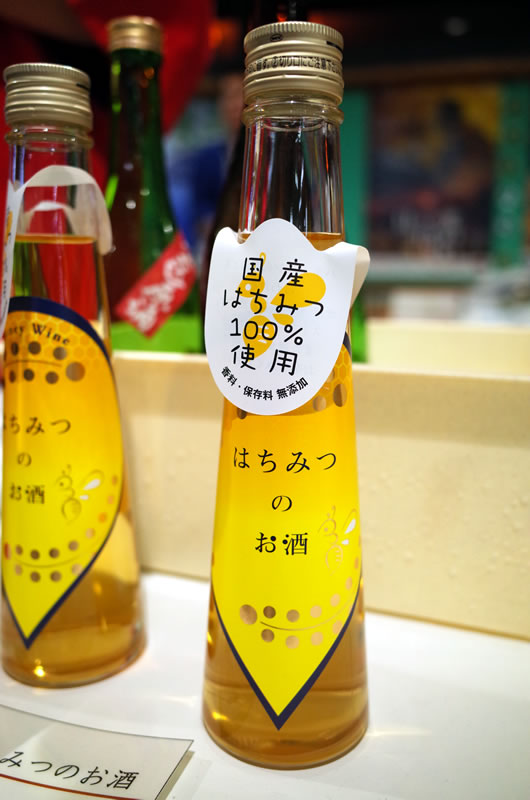 国産
はちみつ
100%
使用
香料・保存料 無添加
はちみつ
の
お酒
Wine
ちみつ
の
お酒
みつのお酒